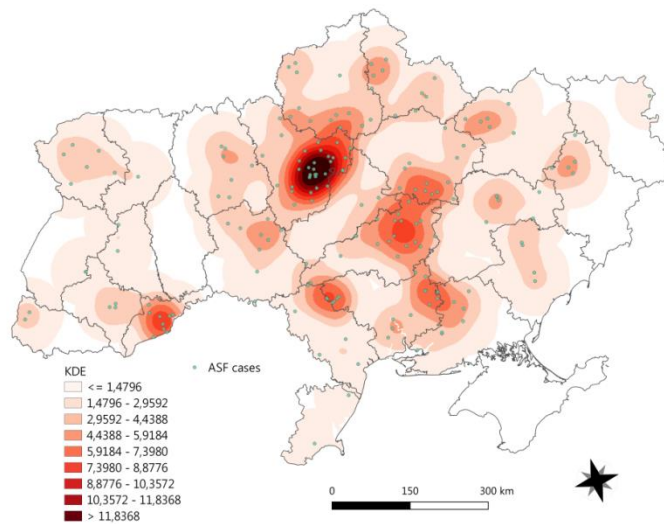 KDE
ASF cases
<= 1,4796
1,4796 - 2,9592
2,9592 - 4,4388
4,4388 - 5,9184
5,9184 - 7,3980
7,3980 - 8,8776
8,8776 - 10,3572
10,3572 - 11,8368
> 11,8368
0 150 300 km